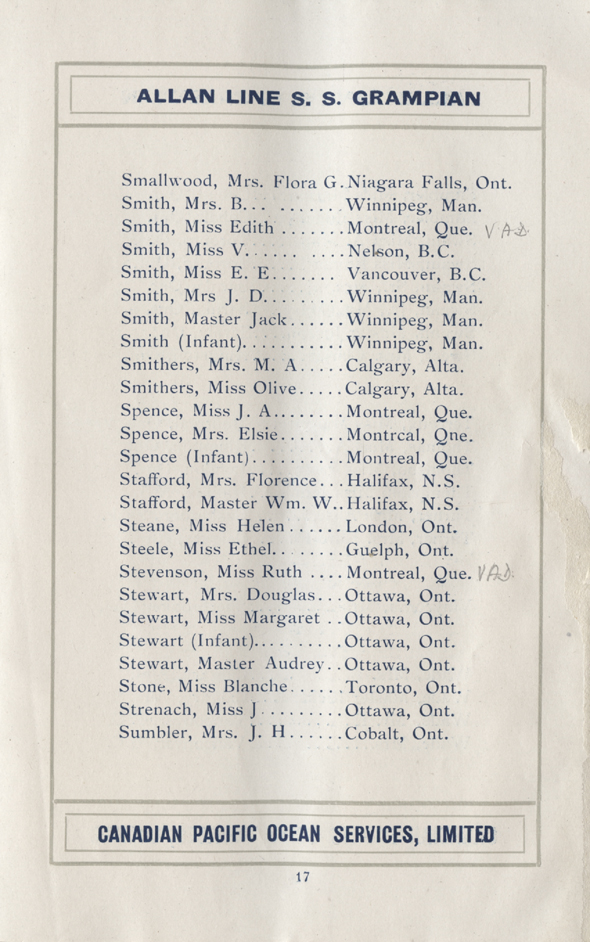 ALLAN LINE S. S. GRAMPIAN
Smallwood, Mrs. Flora G. Niagara Falls, Ont.
Smith, Mrs. B... .......Winnipeg, Man.
Smith, Miss Edith .......Montreal, Que. VAD.
Smith, Miss V...... ....Nelson, B.C.
Smith, Miss E. E....... Vancouver, B.C.
Smith, Mrs J. D.........Winnipeg, Man.
Smith, Master Jack......Winnipeg, Man.
Smith (Infant)...........Winnipeg, Man.
Smithers, Mrs. M. A.....Calgary, Alta.
Smithers, Miss Olive.....Calgary, Alta.
Spence, Miss J. A........Montreal, Que.
Spence, Mrs. Elsie.......Montrcal, Qne.
Spence (Infant)..........Montreal, Que.
Stafford, Mrs. Florence...Halifax, N.S.
Stafford, Master Wm. W..Halifax, N.S.
Steane, Miss Helen......London, Ont.
Steele, Miss Ethel........Guelph, Ont.
Stevenson, Miss Ruth ....Montreal, Que. VAD.
Stewart, Mrs. Douglas...Ottawa, Ont.
Stewart, Miss Margaret ..Ottawa, Ont.
Stewart (Infant)..........Ottawa, Ont.
Stewart, Master Audrey..Ottawa, Ont.
Stone, Miss Blanche......Toronto, Ont.
Strenach, Miss J.........Ottawa, Ont.
Sumbler, Mrs. J. H......Cobalt, Ont.
CANADIAN PACIFIC OCEAN SERVICES, LIMITED
17